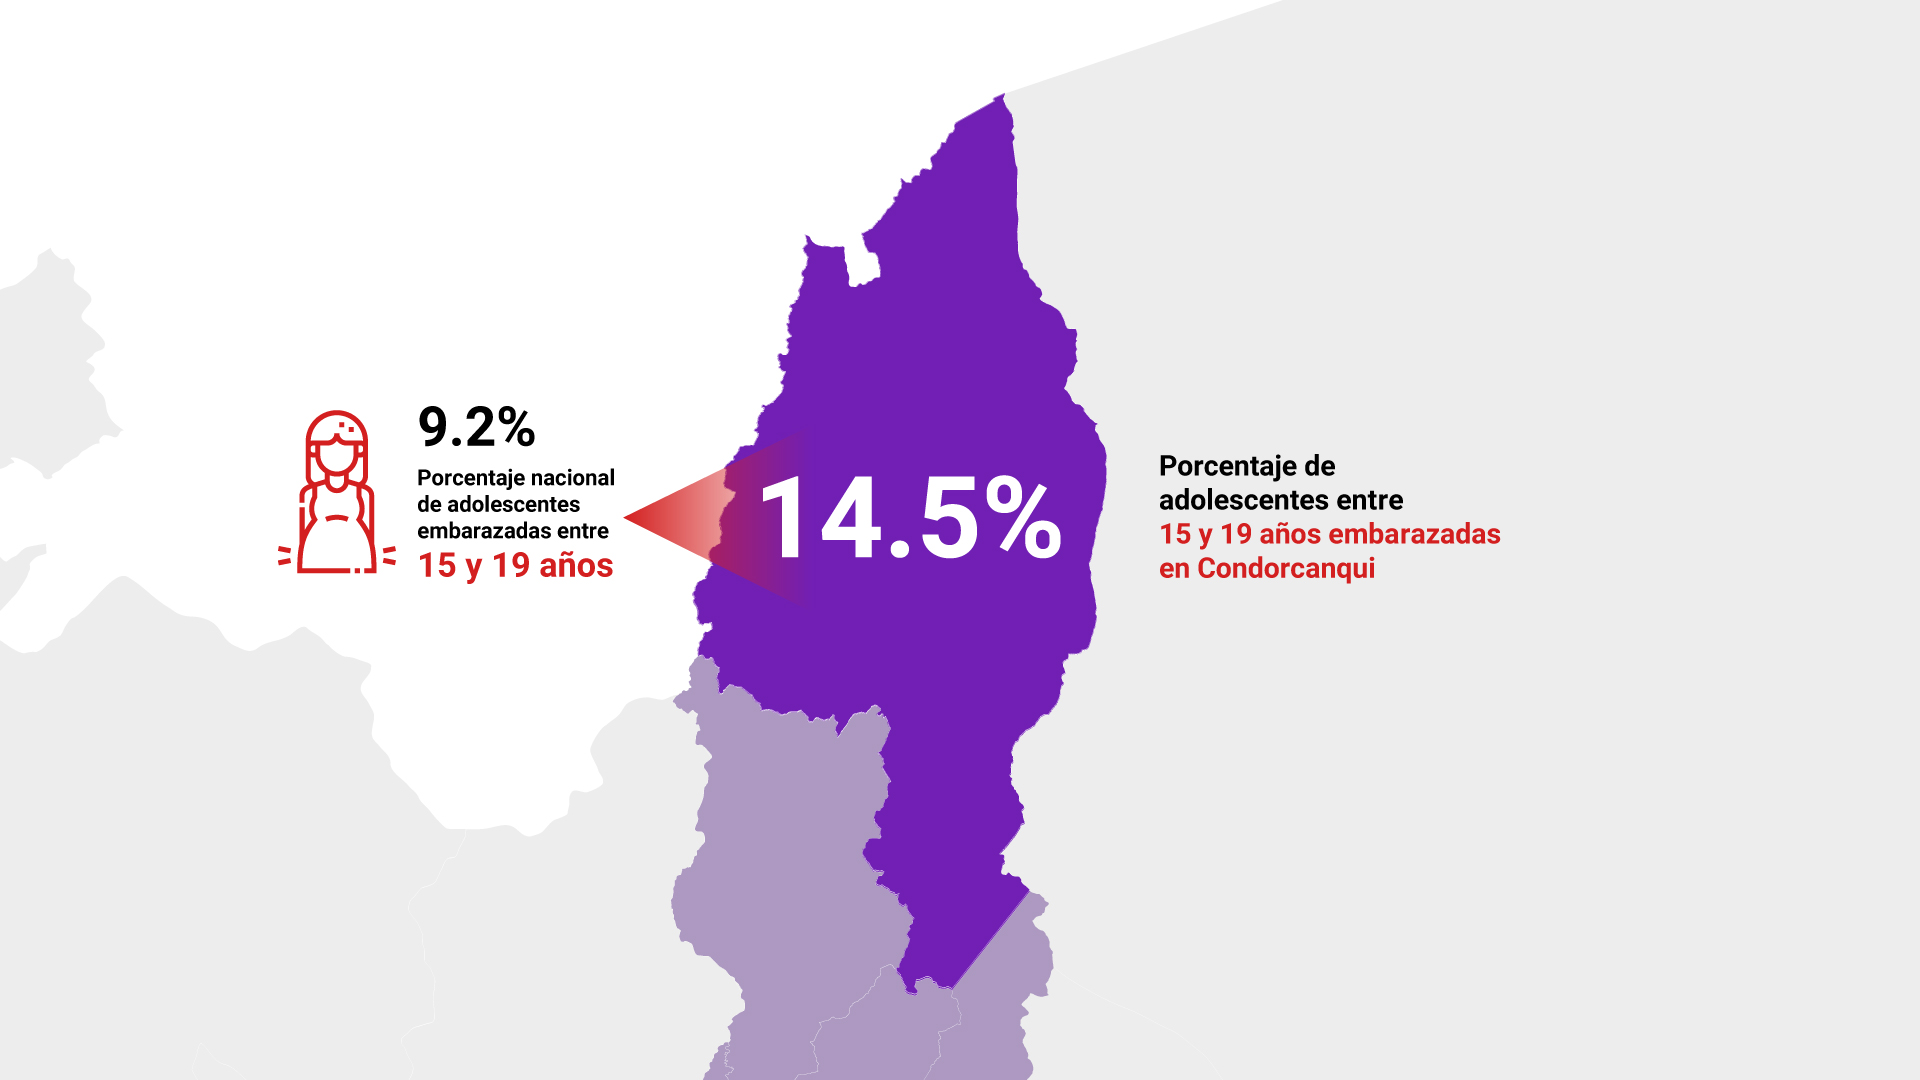 9.2%
Porcentaje nacional
de adolescentes
embarazadas entre
15 y 19 años
14.5%
Porcentaje de
adolescentes entre
15 y 19 años embarazadas
en Condorcanqui